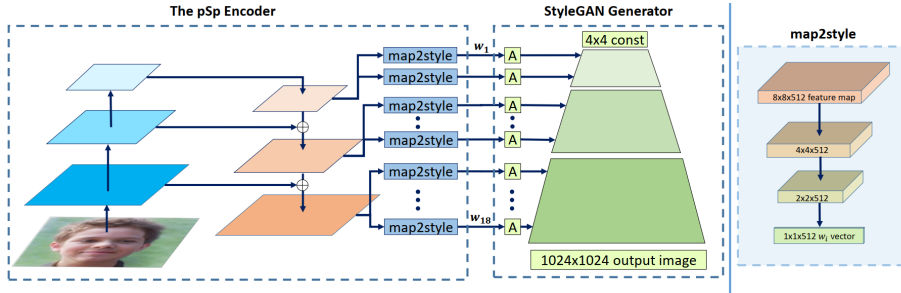 The pSp Encoder
StyleGAN Generator
map2style
map2style
map2style
map2style
map2style
map2style
map2style
w₁
w₁₈
A
A
A
A
A
A
4x4 const
1024x1024 output image
8x8x512 feature map
4x4x512
2x2x512
1x1x512 wᵢ vector